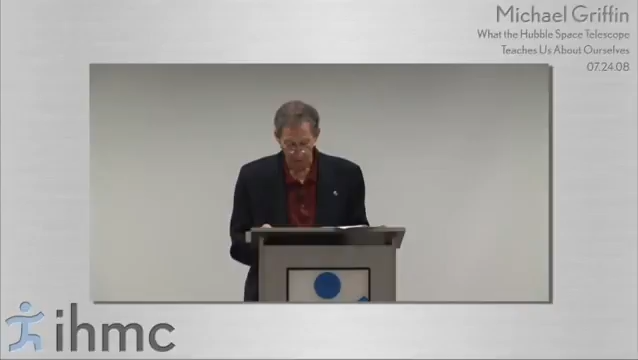 Michael Griffin
What the Hubble Space Telescope
Teaches Us About Ourselves
07.24.08
ihmc